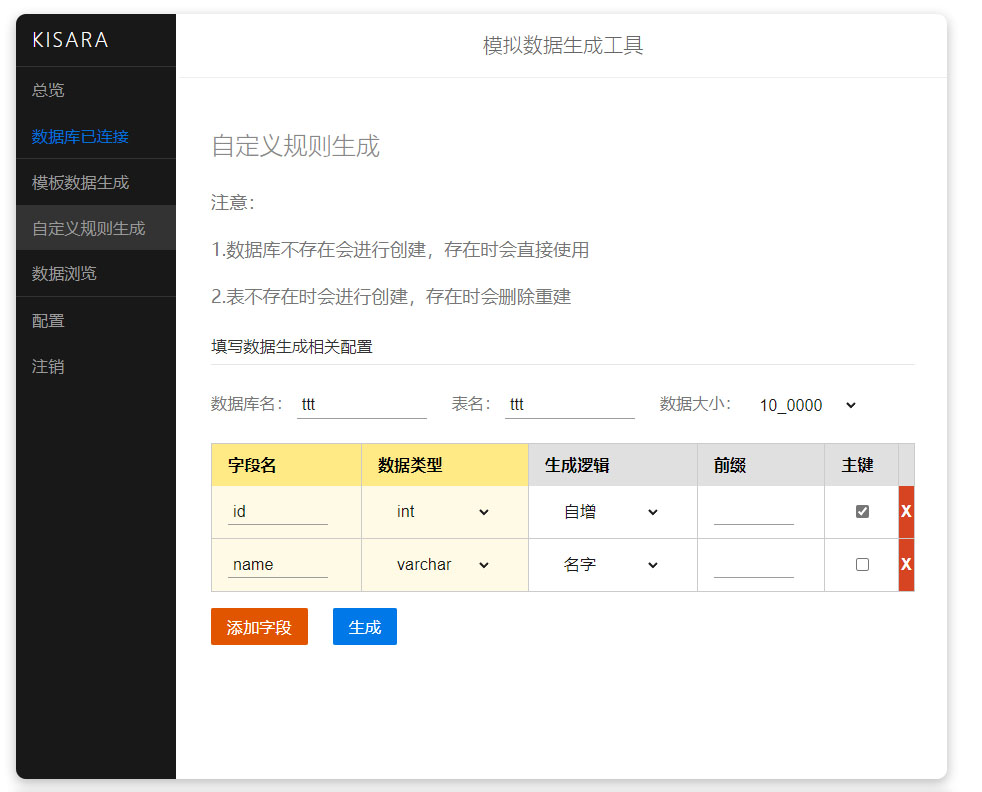 KISARA
模拟数据生成工具
总览
数据库已连接
模板数据生成
自定义规则生成
数据浏览
配置
注销
自定义规则生成
注意：
1.数据库不存在会进行创建，存在时会直接使用
2.表不存在时会进行创建，存在时会删除重建
填写数据生成相关配置
数据库名： ttt 表名： ttt 数据大小： 10_0000
字段名 数据类型 生成逻辑 前缀 主键
id int 自增 X
name varchar 名字 X
添加字段 生成